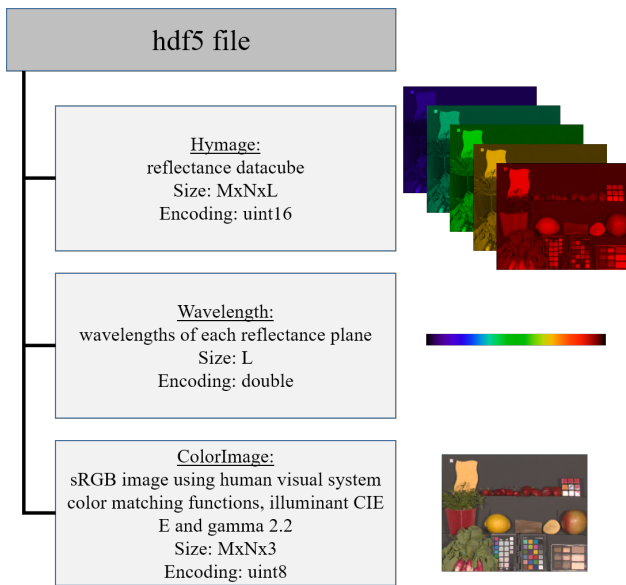 hdf5 file
Hymage:
reflectance datacube
Size: MxNxL
Encoding: uint16
Wavelength:
wavelengths of each reflectance plane
Size: L
Encoding: double
ColorImage:
sRGB image using human visual system
color matching functions, illuminant CIE
E and gamma 2.2
Size: MxNx3
Encoding: uint8